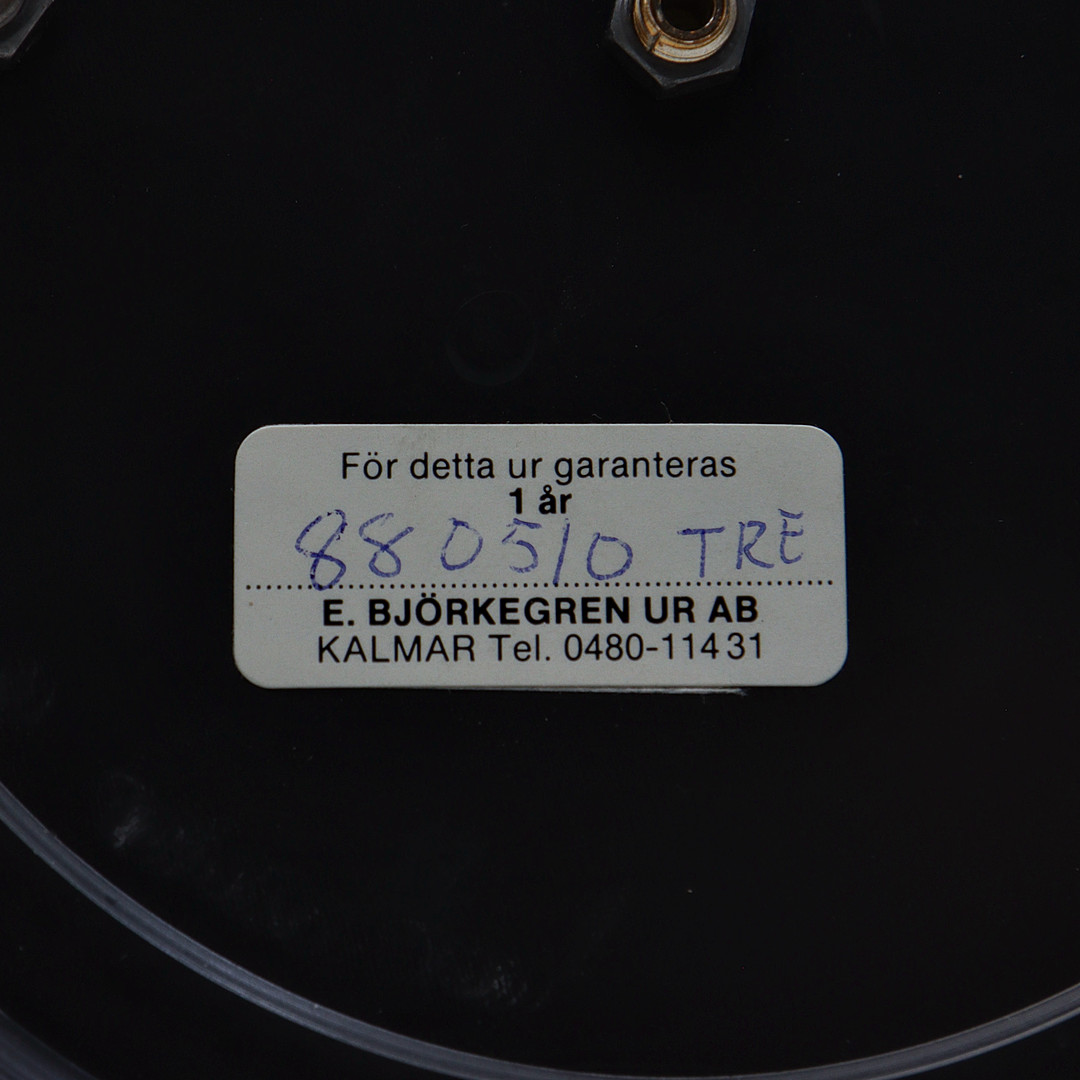 För detta ur garanteras
1 år
880510 TRE
E. BJÖRKEGREN UR AB
KALMAR Tel. 0480-114 31